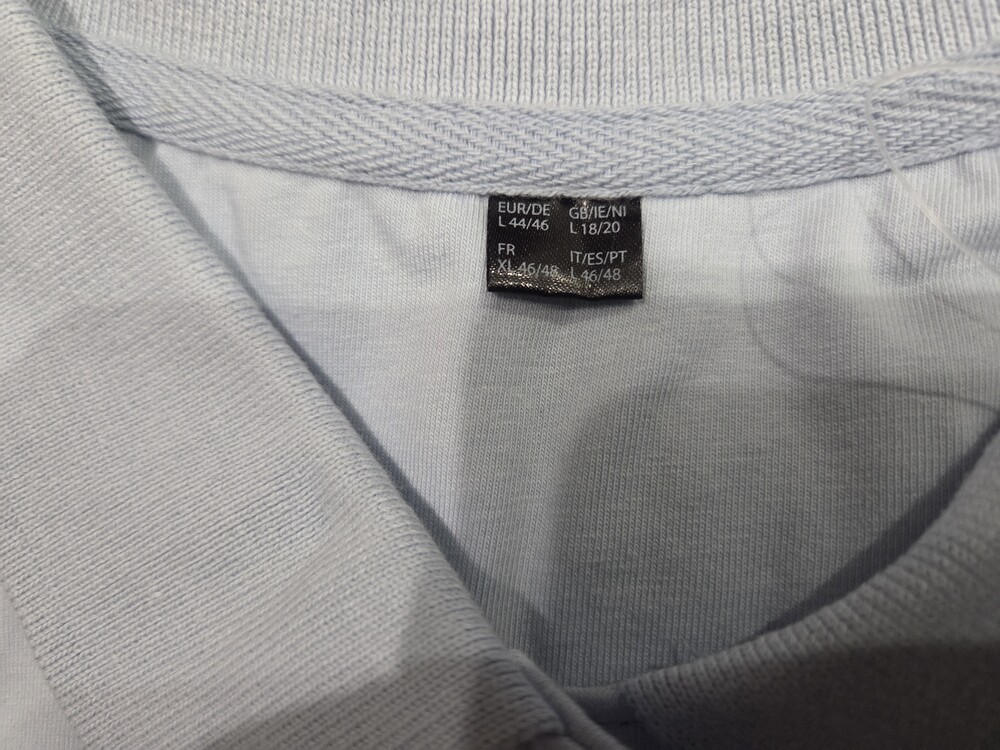 EUR/DE
L 44/46
GB/IE/NI
L 18/20
FR
XL 46/48
IT/ES/PT
L 46/48